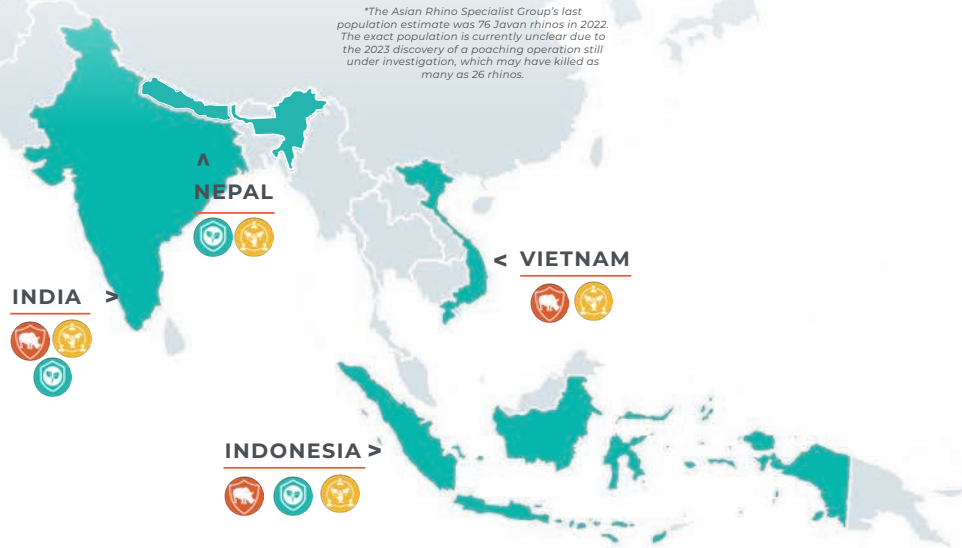 *The Asian Rhino Specialist Group's last
population estimate was 76 Javan rhinos in 2022.
The exact population is currently unclear due to
the 2023 discovery of a poaching operation still
under investigation, which may have killed as
many as 26 rhinos.
^
NEPAL
< VIETNAM
INDIA >
INDONESIA >